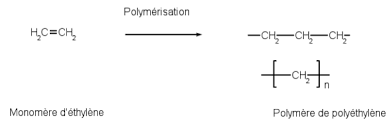 Polymérisation
H₂C=CH₂
—CH₂—CH₂—CH₂—
—[—CH₂—]—n
Monomère d'éthylène
Polymère de polyéthylène